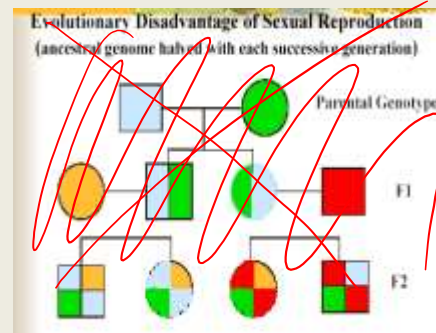 Evolutionary Disadvantage of Sexual Reproduction
(ancestral genome halved with each successive generation)
Parental Genotype
F1
F2